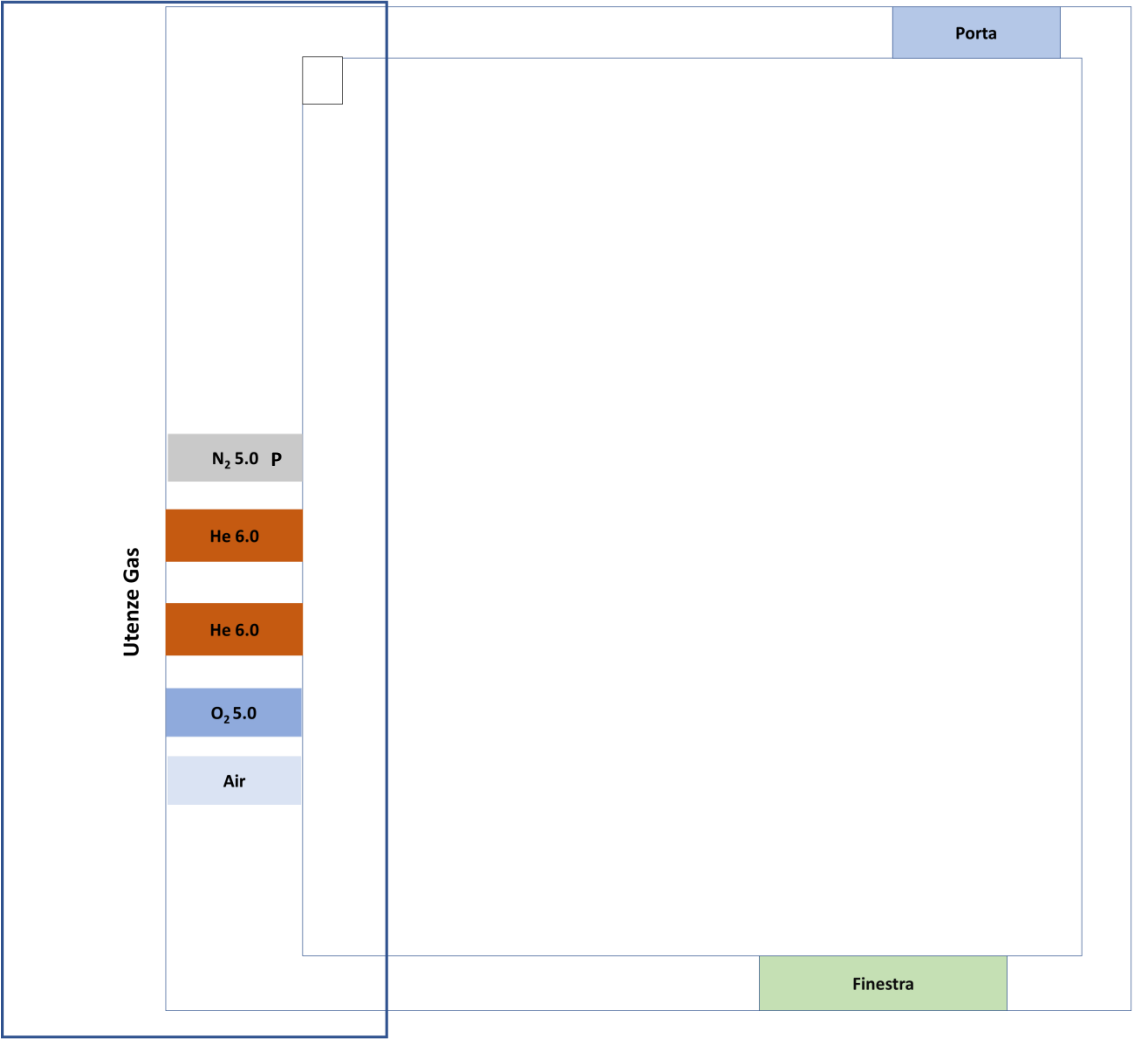 Porta
N₂ 5.0 P
He 6.0
Utenze Gas
He 6.0
O₂ 5.0
Air
Finestra